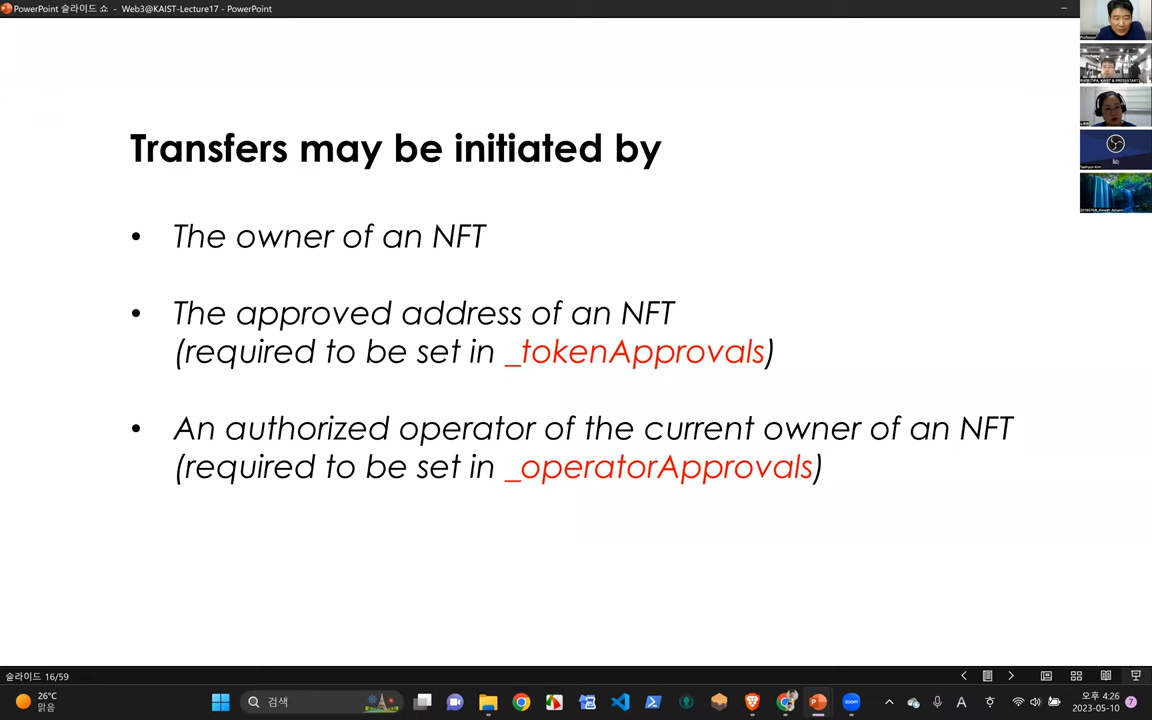 PowerPoint 슬라이드 쇼 - Web3@KAIST-Lecture17 - PowerPoint
Transfers may be initiated by
• The owner of an NFT
• The approved address of an NFT
(required to be set in _tokenApprovals)
• An authorized operator of the current owner of an NFT
(required to be set in _operatorApprovals)
슬라이드 16/59
26°C
맑음
검색
zoom
A
오후 4:26
2023-05-10
7